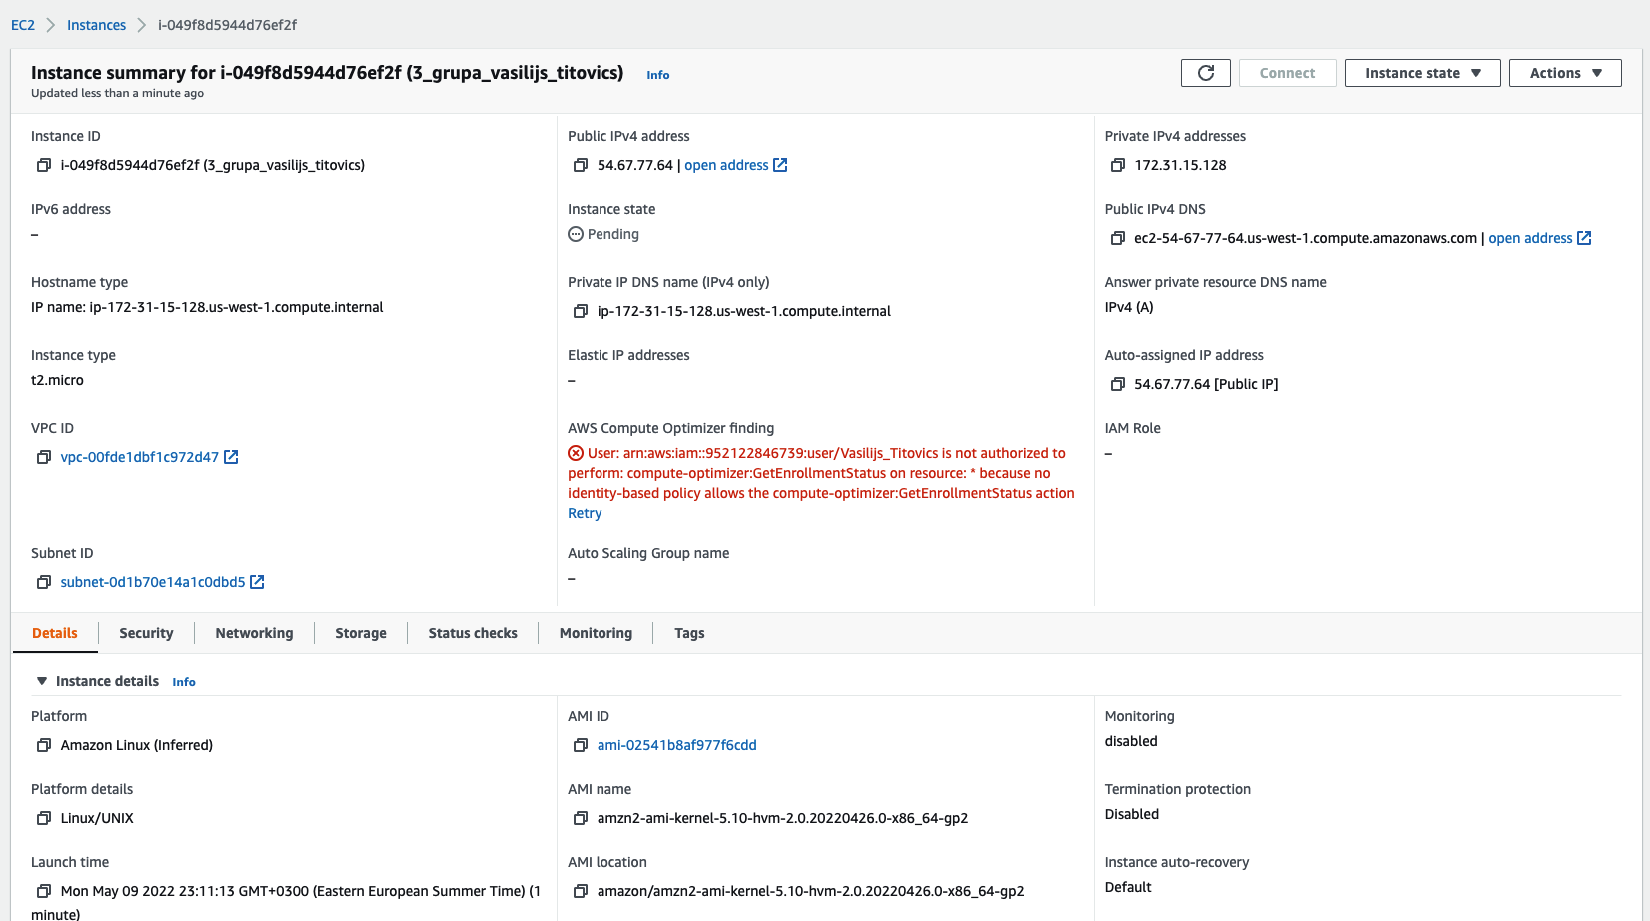 EC2 > Instances > i-049f8d5944d76ef2f
Instance summary for i-049f8d5944d76ef2f (3_grupa_vasilijs_titovics) Info
Updated less than a minute ago
Connect
Instance state
Actions
Instance ID
i-049f8d5944d76ef2f (3_grupa_vasilijs_titovics)
Public IPv4 address
54.67.77.64 | open address
Private IPv4 addresses
172.31.15.128
IPv6 address
–
Instance state
Pending
Public IPv4 DNS
ec2-54-67-77-64.us-west-1.compute.amazonaws.com | open address
Hostname type
IP name: ip-172-31-15-128.us-west-1.compute.internal
Private IP DNS name (IPv4 only)
ip-172-31-15-128.us-west-1.compute.internal
Answer private resource DNS name
IPv4 (A)
Instance type
t2.micro
Elastic IP addresses
–
Auto-assigned IP address
54.67.77.64 [Public IP]
VPC ID
vpc-00fde1dbf1c972d47
AWS Compute Optimizer finding
User: arn:aws:iam::952122846739:user/Vasilijs_Titovics is not authorized to
perform: compute-optimizer:GetEnrollmentStatus on resource: * because no
identity-based policy allows the compute-optimizer:GetEnrollmentStatus action
Retry
IAM Role
–
Subnet ID
subnet-0d1b70e14a1c0dbd5
Auto Scaling Group name
–
Details
Security
Networking
Storage
Status checks
Monitoring
Tags
Instance details Info
Platform
Amazon Linux (Inferred)
AMI ID
ami-02541b8af977f6cdd
Monitoring
disabled
Platform details
Linux/UNIX
AMI name
amzn2-ami-kernel-5.10-hvm-2.0.20220426.0-x86_64-gp2
Termination protection
Disabled
Launch time
Mon May 09 2022 23:11:13 GMT+0300 (Eastern European Summer Time) (1
minute)
AMI location
amazon/amzn2-ami-kernel-5.10-hvm-2.0.20220426.0-x86_64-gp2
Instance auto-recovery
Default